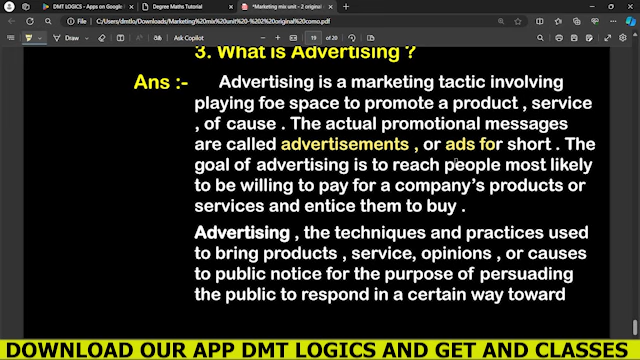 DMT LOGICS - Apps on Google
Degree Maths Tutorial
*Marketing mix unit - 2 original
File
C:/Users/dmtlo/Downloads/Marketing%20mix%20unit%20-%202%20original%20como.pdf
Draw
Ask Copilot
19 of 20
3. What is Advertising ?
Ans :- Advertising is a marketing tactic involving
playing foe space to promote a product , service
, of cause . The actual promotional messages
are called advertisements , or ads for short . The
goal of advertising is to reach people most likely
to be willing to pay for a company's products or
services and entice them to buy .
Advertising , the techniques and practices used
to bring products , service, opinions , or causes
to public notice for the purpose of persuading
the public to respond in a certain way toward
DOWNLOAD OUR APP DMT LOGICS AND GET AND CLASSES